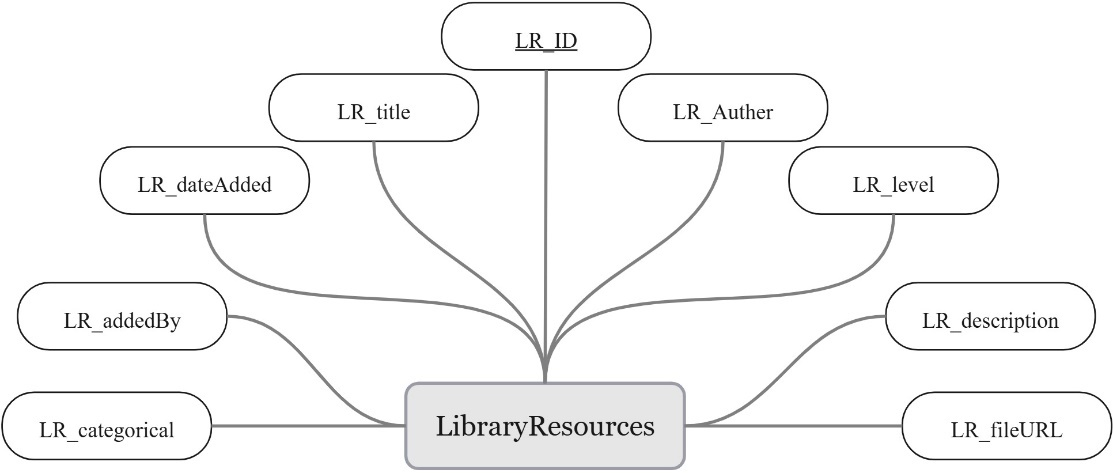 LR_ID
LR_title
LR_Auther
LR_dateAdded
LR_level
LR_addedBy
LR_description
LR_categorical
LibraryResources
LR_fileURL